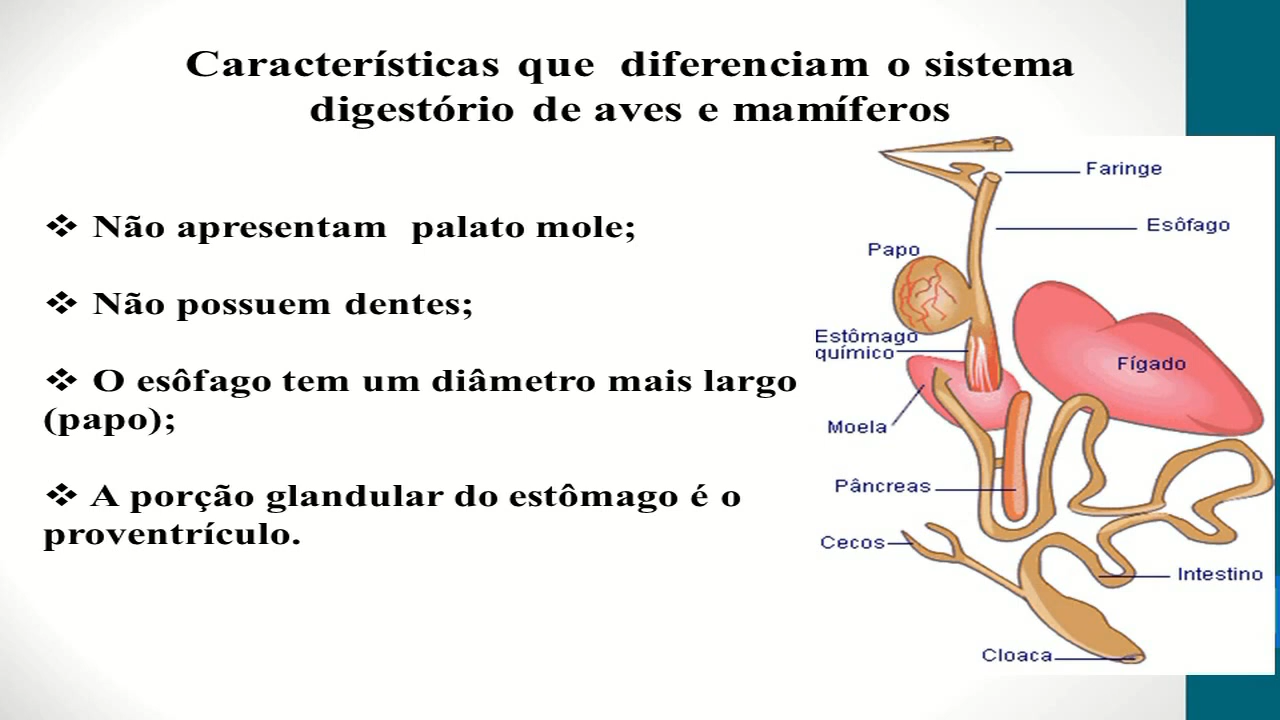 Características que diferenciam o sistema
digestório de aves e mamíferos
❖ Não apresentam palato mole;
❖ Não possuem dentes;
❖ O esôfago tem um diâmetro mais largo
(papo);
❖ A porção glandular do estômago é o
proventrículo.
Faringe
Esôfago
Papo
Estômago
químico
Fígado
Moela
Pâncreas
Cecos
Intestino
Cloaca